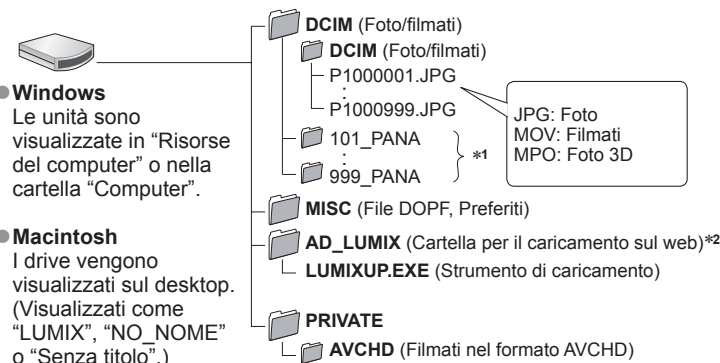 ●Windows
Le unità sono
visualizzate in “Risorse
del computer” o nella
cartella “Computer”.
●Macintosh
I drive vengono
visualizzati sul desktop.
(Visualizzati come
“LUMIX”, “NO_NOME”
o “Senza titolo”.)
DCIM (Foto/filmati)
DCIM (Foto/filmati)
P1000001.JPG
:
P1000999.JPG
JPG: Foto
MOV: Filmati
MPO: Foto 3D
101_PANA
:
999_PANA
*1
MISC (File DOPF, Preferiti)
AD_LUMIX (Cartella per il caricamento sul web)*2
LUMIXUP.EXE (Strumento di caricamento)
PRIVATE
AVCHD (Filmati nel formato AVCHD)